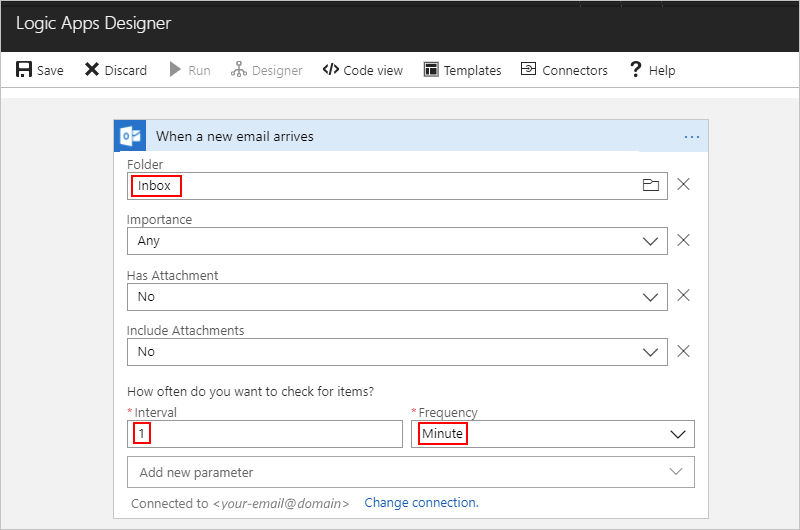 Logic Apps Designer
Save Discard Run Designer Code view Templates Connectors Help
When a new email arrives
Folder
Inbox
Importance
Any
Has Attachment
No
Include Attachments
No
How often do you want to check for items?
* Interval * Frequency
1 Minute
Add new parameter
Connected to <your-email@domain> Change connection.